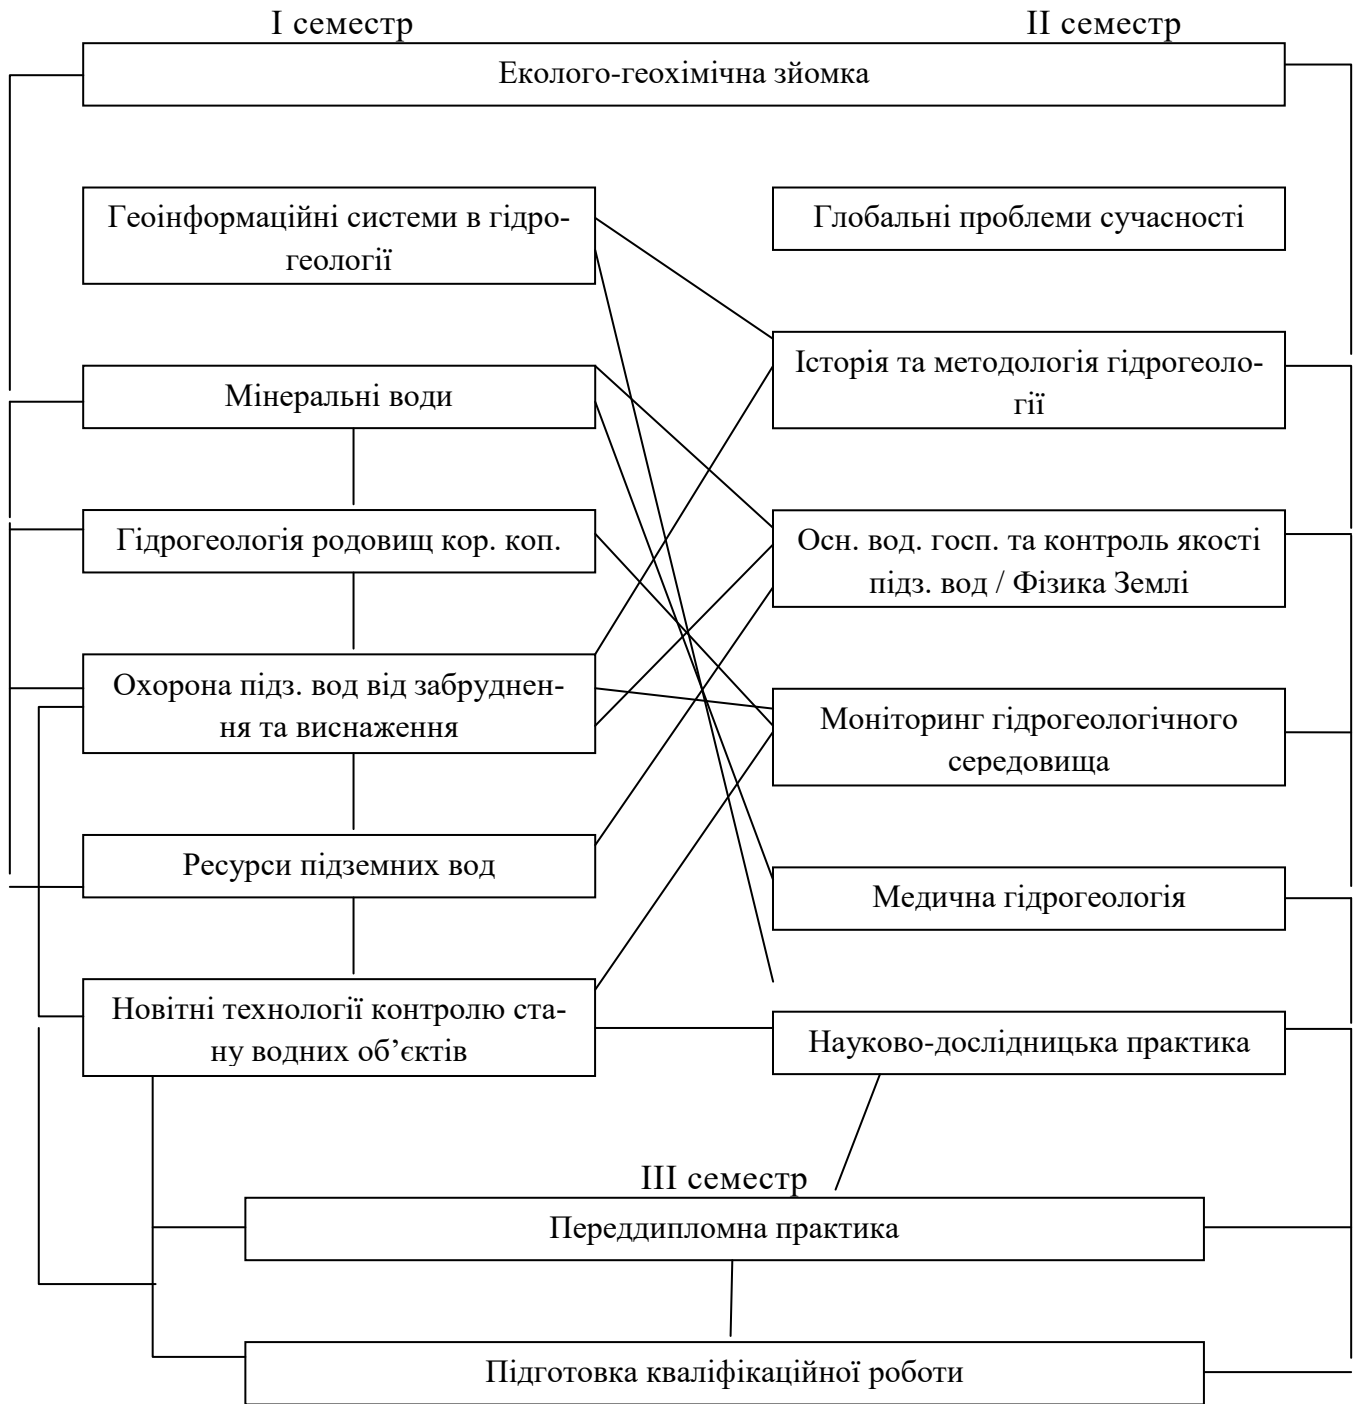 І семестр
ІІ семестр
Еколого-геохімічна зйомка
Геоінформаційні системи в гідро-
геології
Глобальні проблеми сучасності
Історія та методологія гідрогеоло-
гії
Мінеральні води
Гідрогеологія родовищ кор. коп.
Осн. вод. госп. та контроль якості
підз. вод / Фізика Землі
Охорона підз. вод від забруднен-
ня та виснаження
Моніторинг гідрогеологічного
середовища
Ресурси підземних вод
Медична гідрогеологія
Новітні технології контролю ста-
ну водних об’єктів
Науково-дослідницька практика
ІІІ семестр
Переддипломна практика
Підготовка кваліфікаційної роботи